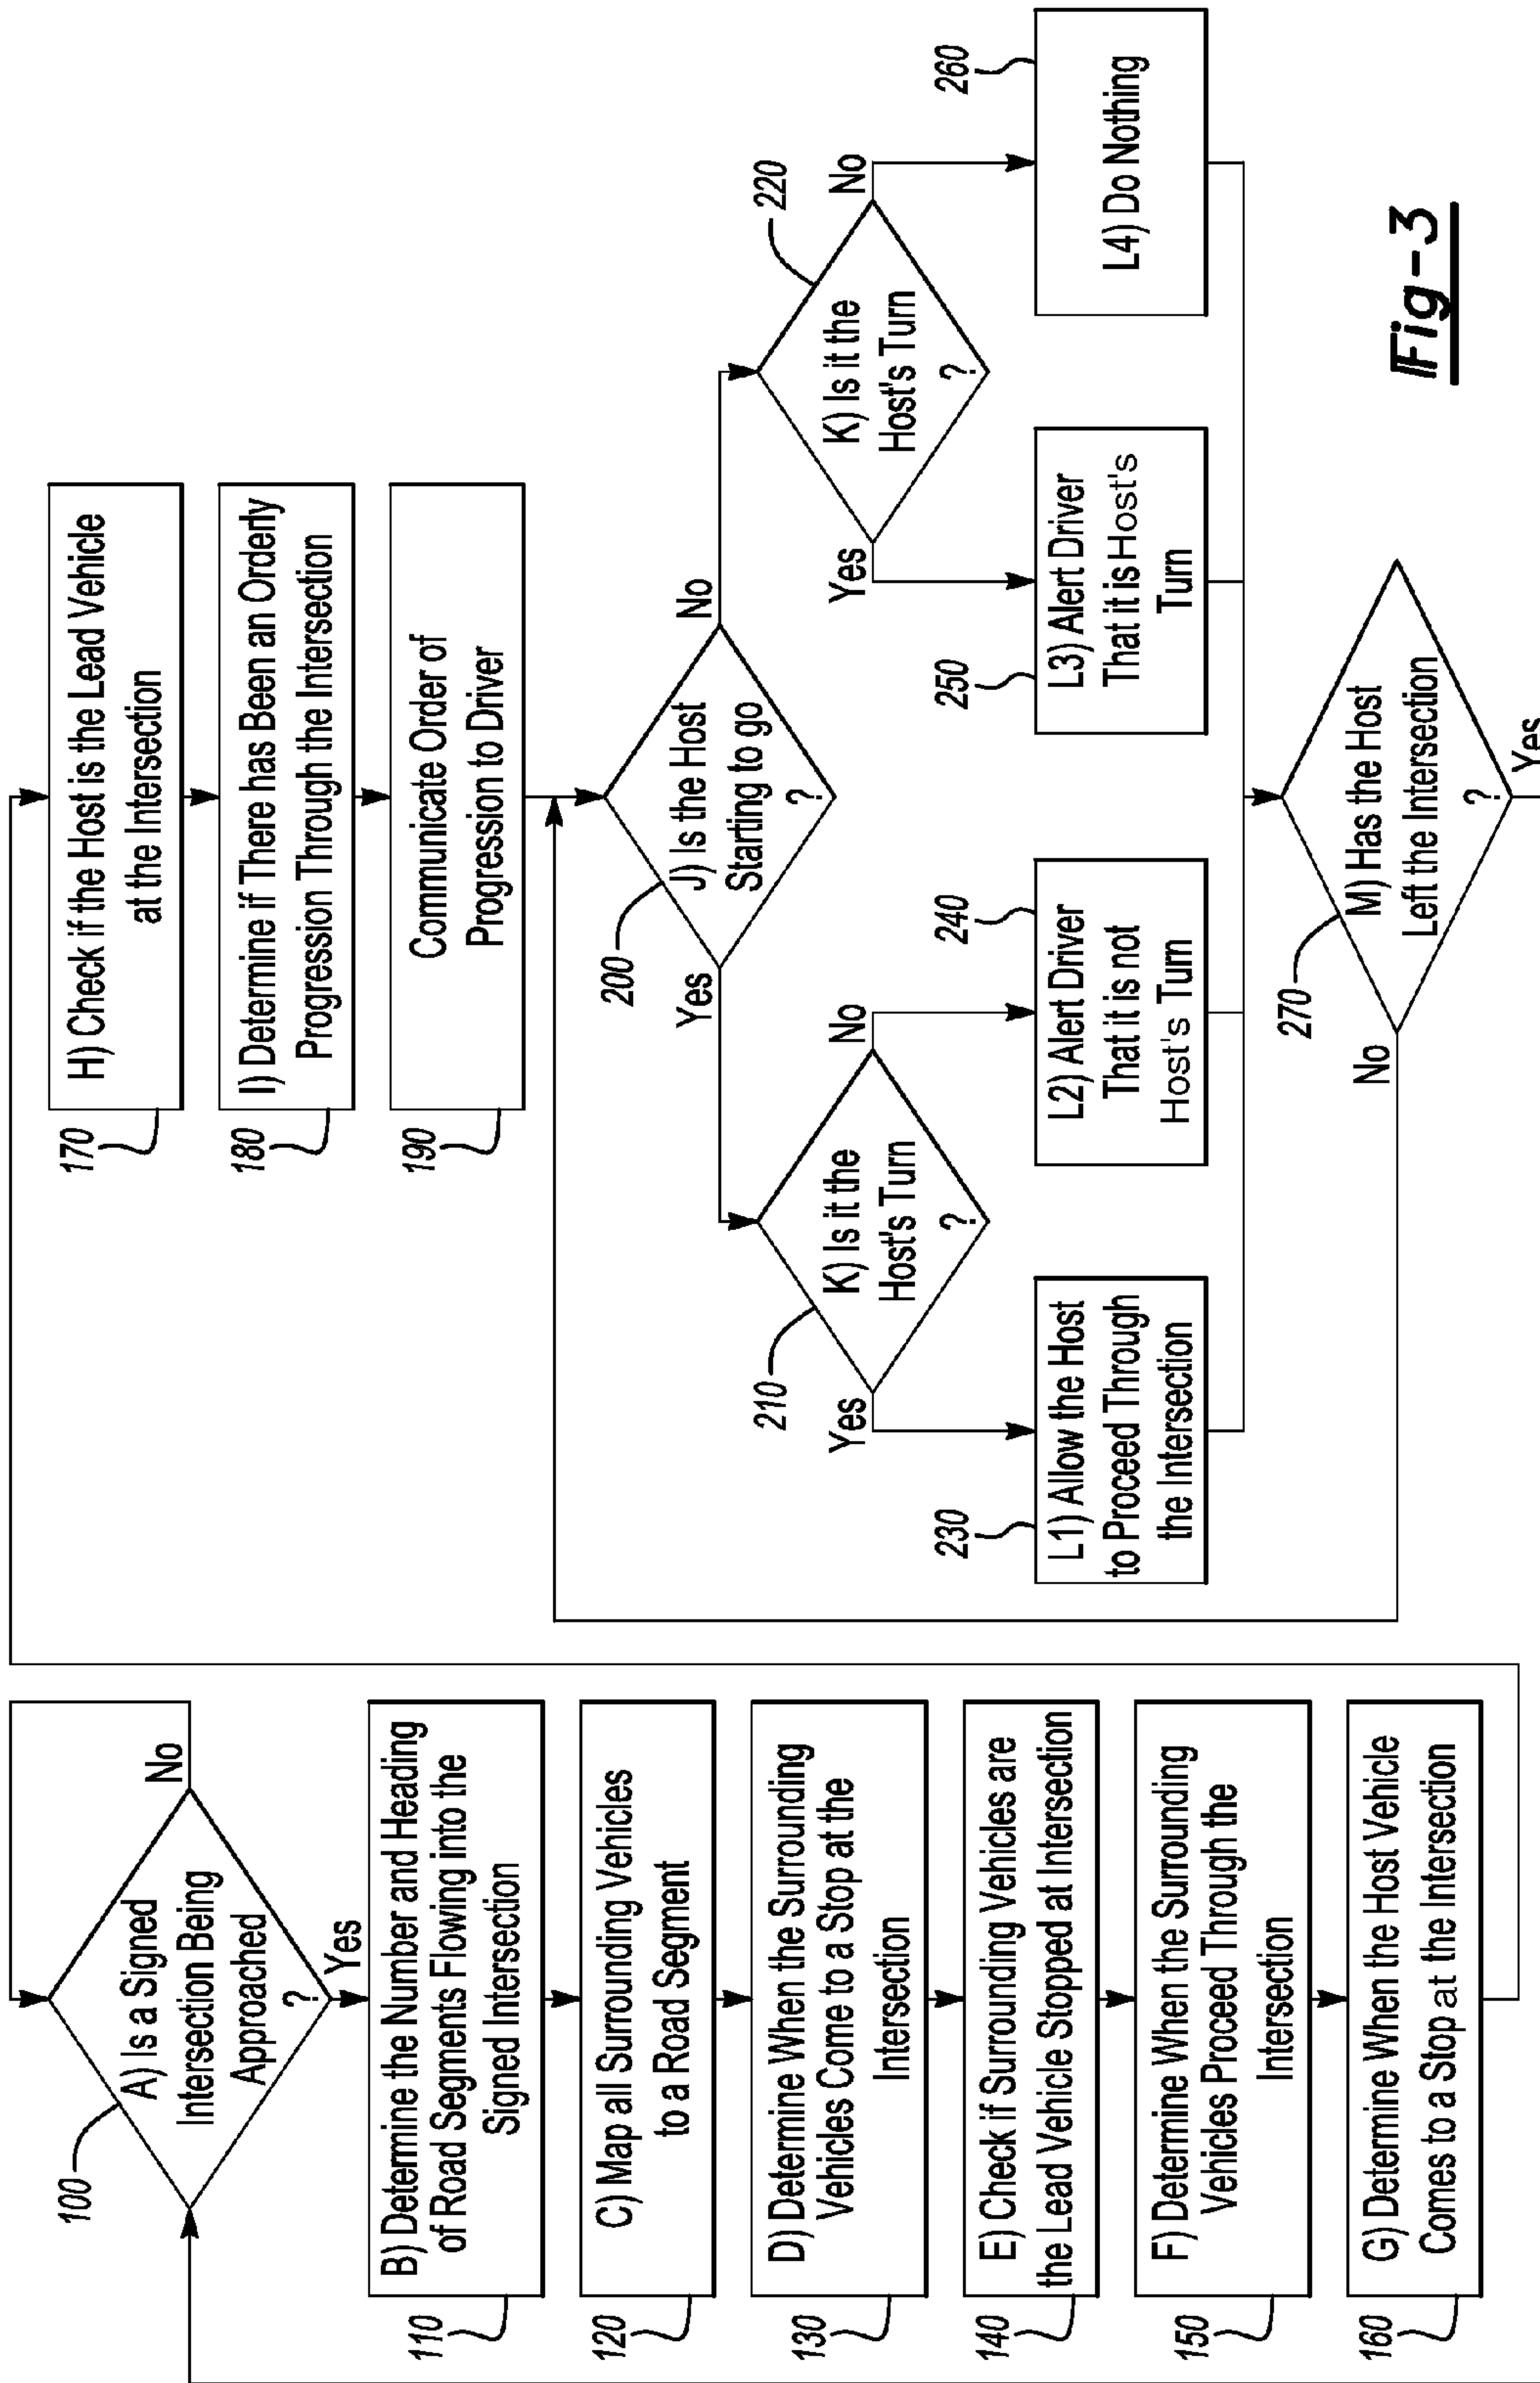 100
A) Is a Signed
Intersection Being
Approached
?
No
Yes
110
B) Determine the Number and Heading
of Road Segments Flowing into the
Signed Intersection
120
C) Map all Surrounding Vehicles
to a Road Segment
130
D) Determine When the Surrounding
Vehicles Come to a Stop at the
Intersection
140
E) Check if Surrounding Vehicles are
the Lead Vehicle Stopped at Intersection
150
F) Determine When the Surrounding
Vehicles Proceed Through the
Intersection
160
G) Determine When the Host Vehicle
Comes to a Stop at the Intersection
170
H) Check if the Host is the Lead Vehicle
at the Intersection
180
I) Determine if There has Been an Orderly
Progression Through the Intersection
190
Communicate Order of
Progression to Driver
200
J) Is the Host
Starting to go
?
Yes
No
210
K) Is it the
Host's Turn
?
Yes
No
220
K) Is it the
Host's Turn
?
Yes
No
230
L1) Allow the Host
to Proceed Through
the Intersection
240
L2) Alert Driver
That it is not
Host's Turn
250
L3) Alert Driver
That it is Host's
Turn
260
L4) Do Nothing
270
M) Has the Host
Left the Intersection
?
No
Yes
Fig-3